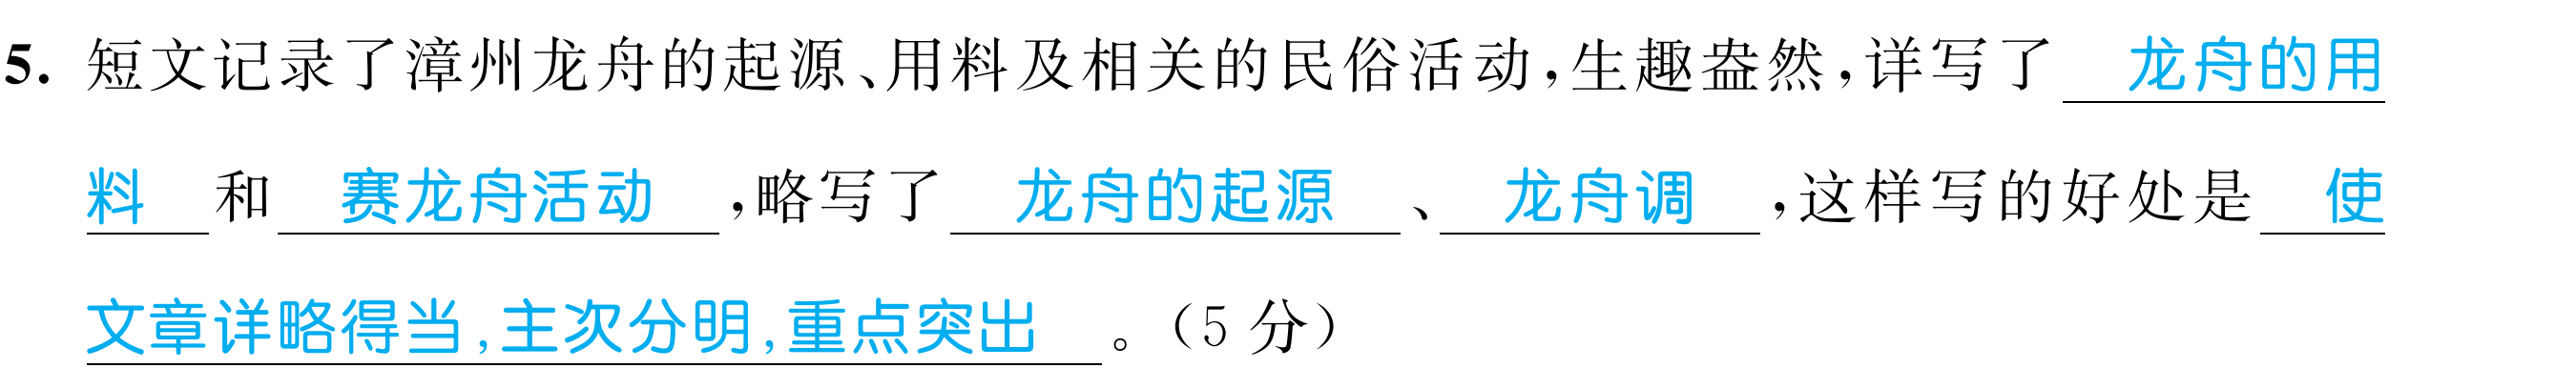 5. 短文记录了漳州龙舟的起源、用料及相关的民俗活动,生趣盎然,详写了 龙舟的用
料 和 赛龙舟活动 ,略写了 龙舟的起源 、 龙舟调 ,这样写的好处是 使
文章详略得当,主次分明,重点突出 。(5 分)